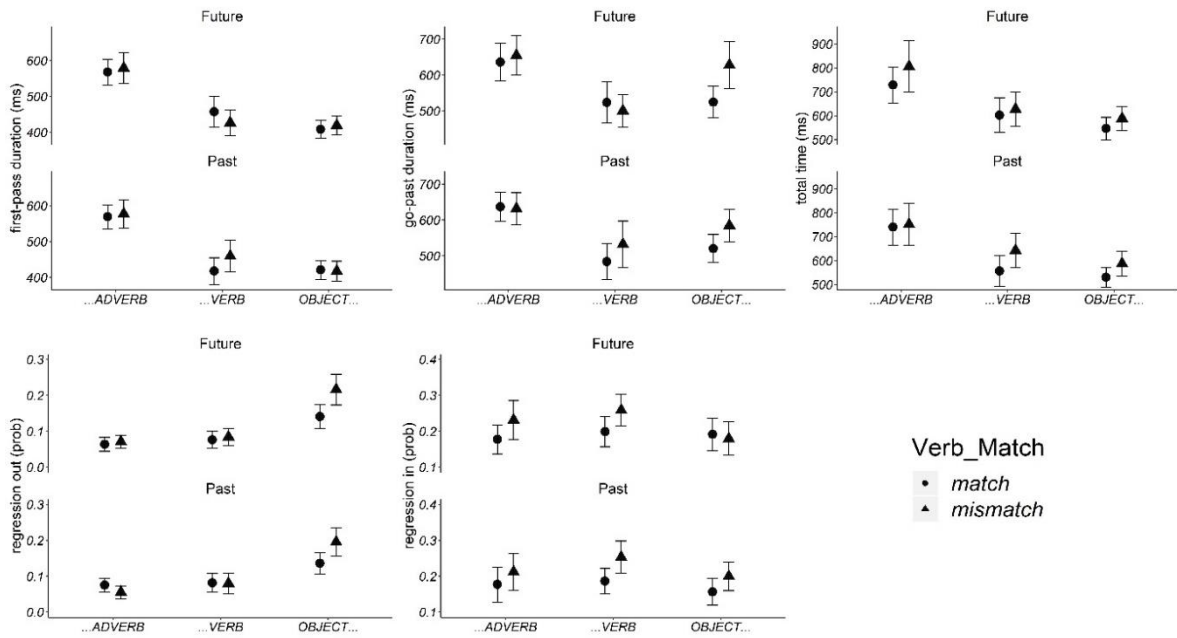 Future
first-pass duration (ms)
600
500
400
Past
600
500
400
...ADVERB
...VERB
OBJECT...
Future
go-past duration (ms)
700
600
500
Past
700
600
500
...ADVERB
...VERB
OBJECT...
Future
total time (ms)
900
800
700
600
500
Past
900
800
700
600
500
...ADVERB
...VERB
OBJECT...
Future
regression out (prob)
0.3
0.2
0.1
0.0
Past
0.3
0.2
0.1
0.0
...ADVERB
...VERB
OBJECT...
Future
regression in (prob)
0.4
0.3
0.2
0.1
Past
0.4
0.3
0.2
0.1
...ADVERB
...VERB
OBJECT...
Verb_Match
match
mismatch